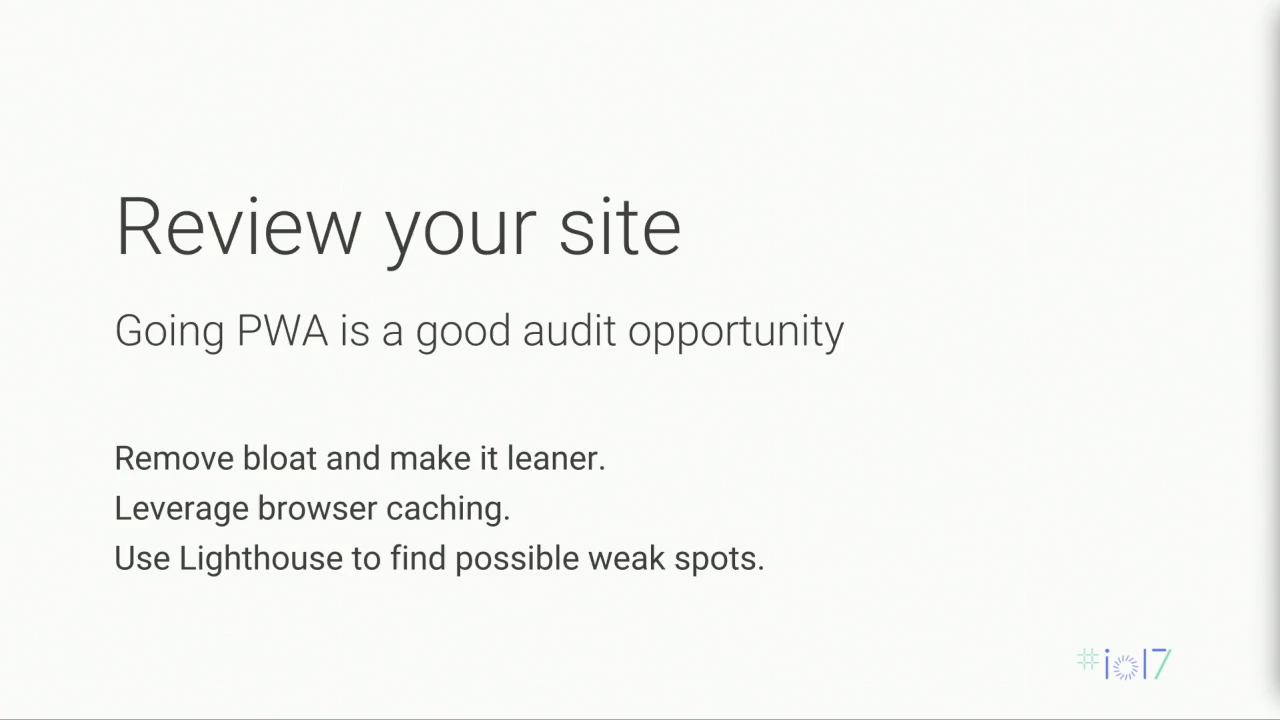 Review your site
Going PWA is a good audit opportunity
Remove bloat and make it leaner.
Leverage browser caching.
Use Lighthouse to find possible weak spots.
#io17